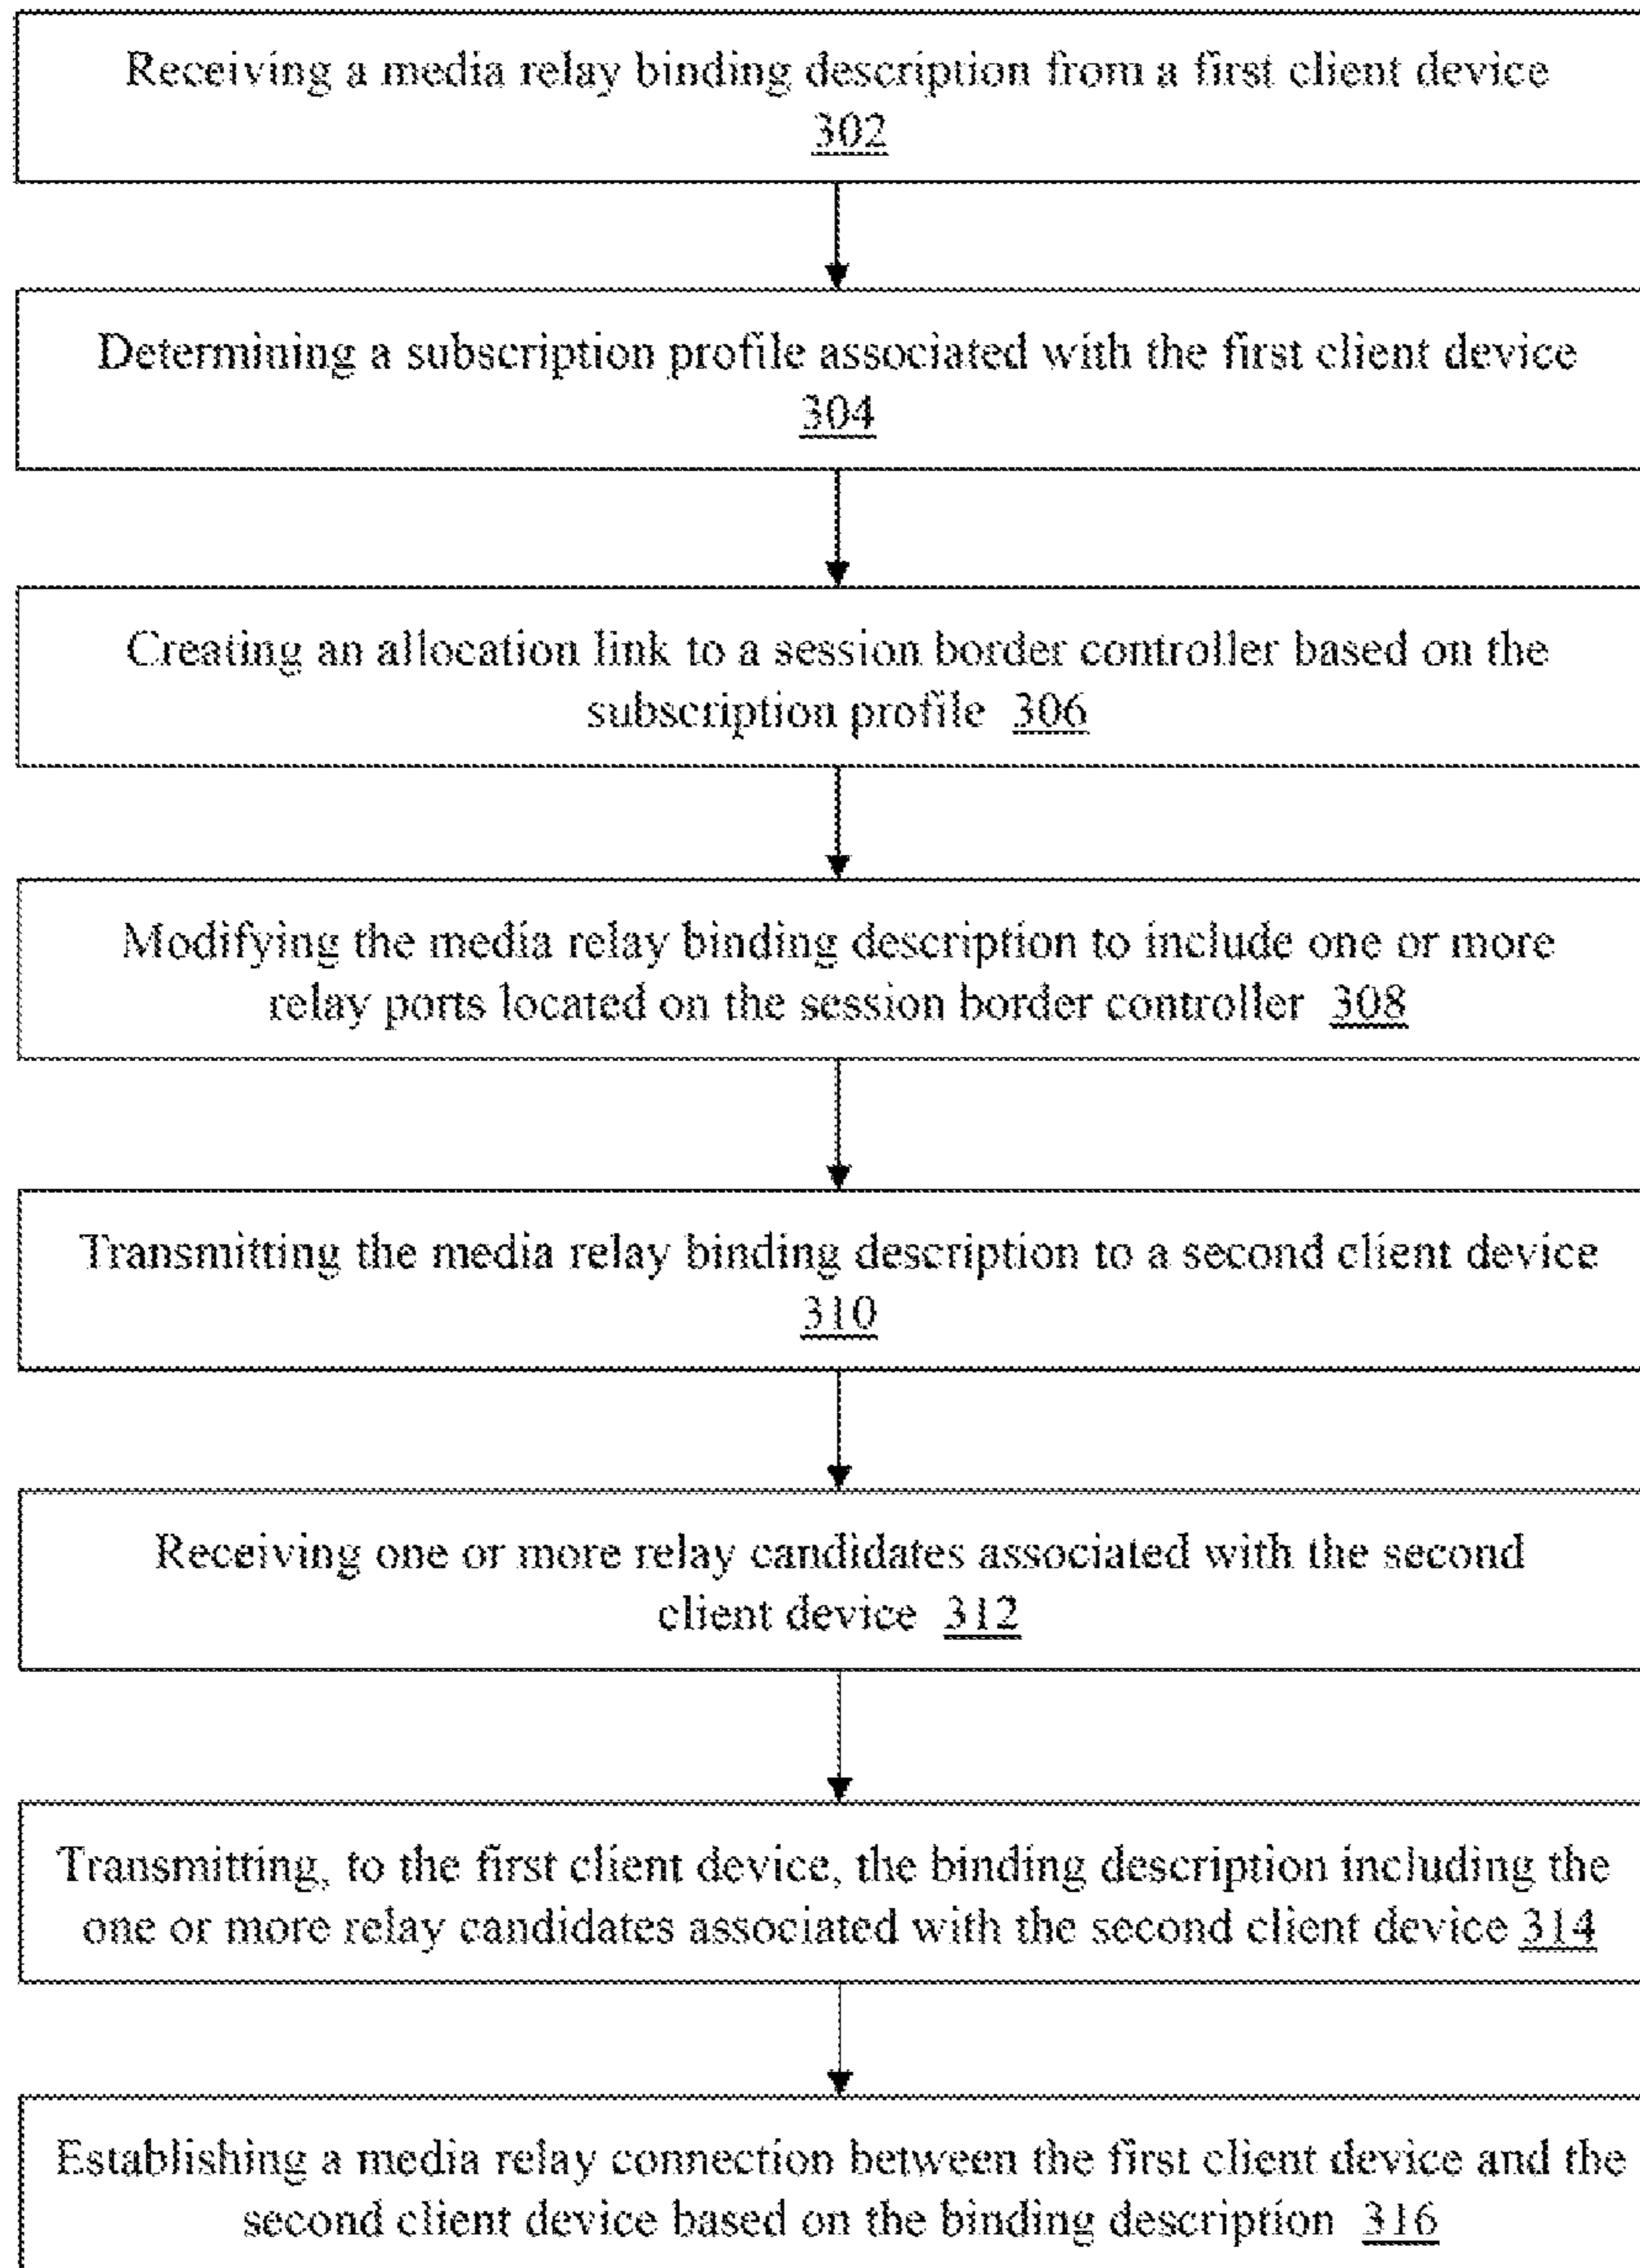 Receiving a media relay binding description from a first client device
302
Determining a subscription profile associated with the first client device
304
Creating an allocation link to a session border controller based on the
subscription profile 306
Modifying the media relay binding description to include one or more
relay ports located on the session border controller 308
Transmitting the media relay binding description to a second client device
310
Receiving one or more relay candidates associated with the second
client device 312
Transmitting, to the first client device, the binding description including the
one or more relay candidates associated with the second client device 314
Establishing a media relay connection between the first client device and the
second client device based on the binding description 316